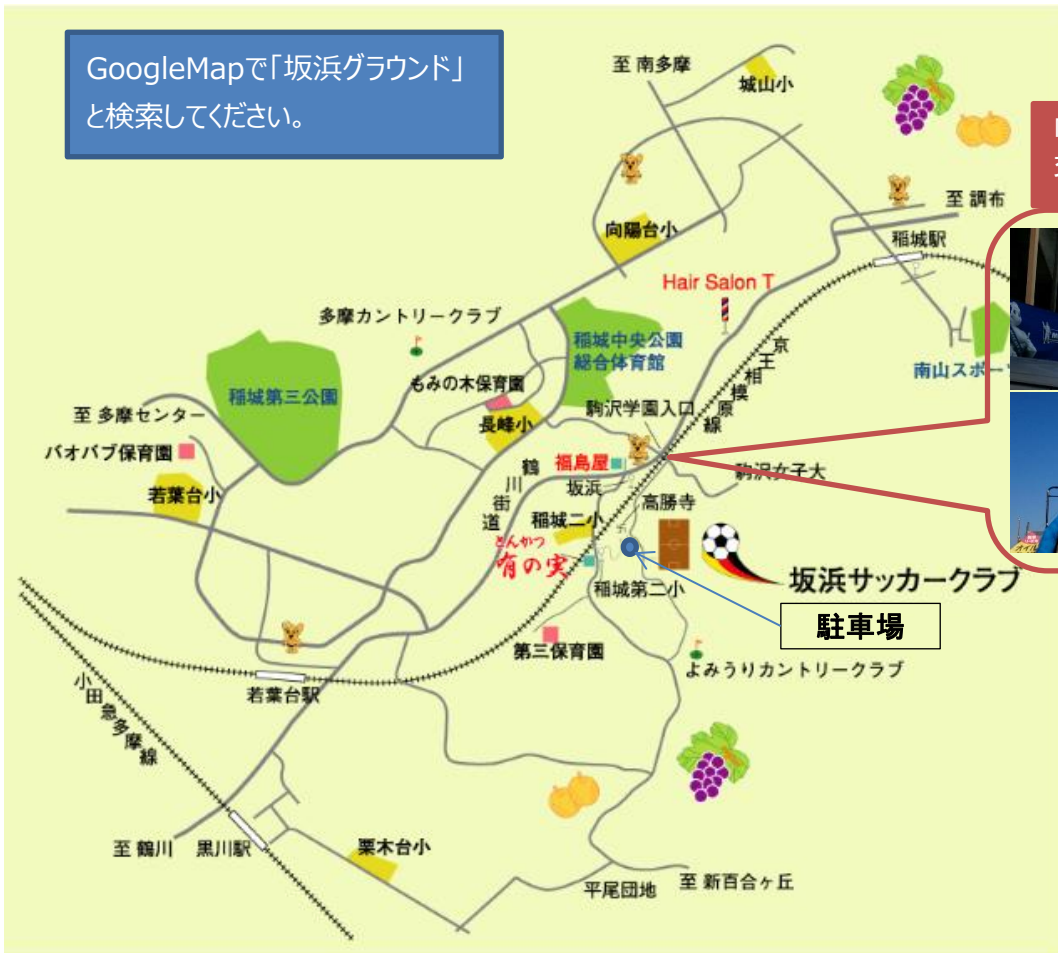 GoogleMapで「坂浜グラウンド」
と検索してください。
至 南多摩
城山小
至 調布
向陽台小
稲城駅
Hair Salon T
多摩カントリークラブ
稲城中央公園
総合体育館
京王相模原線
南山スポー
稲城第三公園
もみの木保育園
至 多摩センター
駒沢学園入口
長峰小
バオバブ保育園
福島屋
駒沢女子大
坂浜
若葉台小
鶴川街道
高勝寺
稲城二小
とんかつ
有の実
坂浜サッカークラブ
稲城第二小
駐車場
第三保育園
よみうりカントリークラブ
若葉台駅
小田急多摩線
至 鶴川
黒川駅
栗木台小
平尾団地
至 新百合ヶ丘
オイル